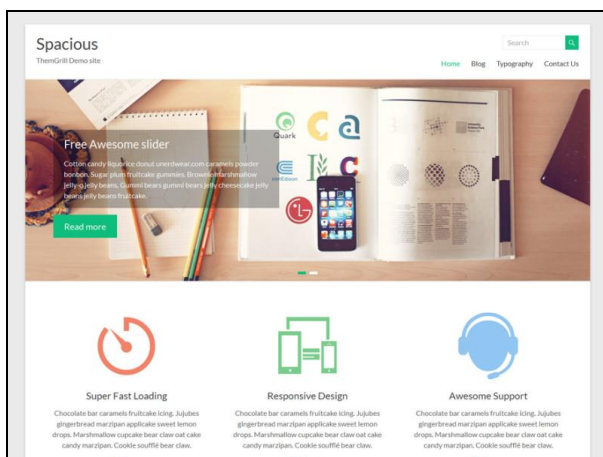 Spacious
ThemGrill Demo site
Search
Home Blog Typography Contact Us
Free Awesome slider
Cotton candy liquorice donut unerdwear.com caramels powder
bonbon. Sugar plum fruitcake gummies. Brownie marshmallow
jelly-o jelly beans. Gummi bears gummi bears jelly cheesecake jelly
beans jelly beans fruitcake.
Read more
Quark
LG
Super Fast Loading
Responsive Design
Awesome Support
Chocolate bar caramels fruitcake icing. Jujubes
gingerbread marzipan applicake sweet lemon
drops. Marshmallow cupcake bear claw oat cake
candy marzipan. Cookie soufflé bear claw.
Chocolate bar caramels fruitcake icing. Jujubes
gingerbread marzipan applicake sweet lemon
drops. Marshmallow cupcake bear claw oat cake
candy marzipan. Cookie soufflé bear claw.
Chocolate bar caramels fruitcake icing. Jujubes
gingerbread marzipan applicake sweet lemon
drops. Marshmallow cupcake bear claw oat cake
candy marzipan. Cookie soufflé bear claw.